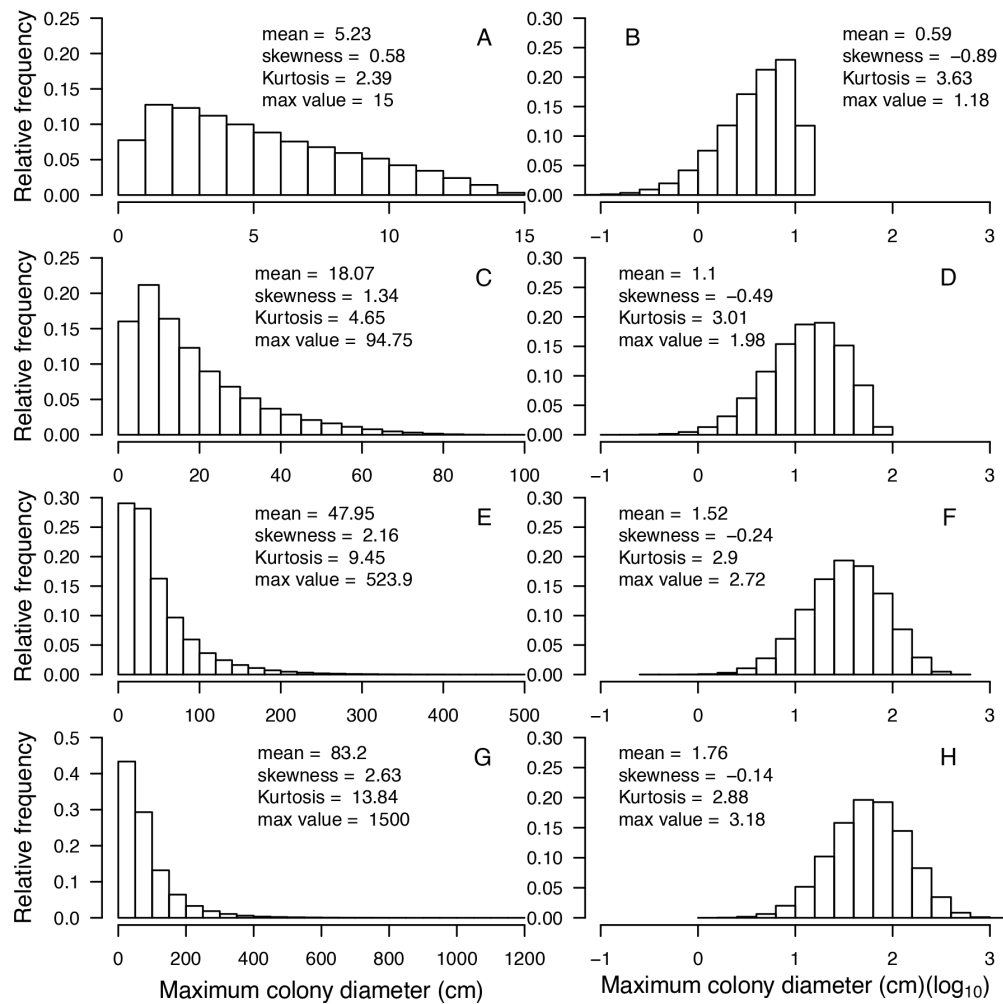 0.25
0.20
0.15
0.10
0.05
0.00
Relative frequency
mean = 5.23
skewness = 0.58
Kurtosis = 2.39
max value = 15
A
0 5 10 15
0.30
0.25
0.20
0.15
0.10
0.05
0.00
B
mean = 0.59
skewness = −0.89
Kurtosis = 3.63
max value = 1.18
−1 0 1 2 3
0.25
0.20
0.15
0.10
0.05
0.00
Relative frequency
mean = 18.07
skewness = 1.34
Kurtosis = 4.65
max value = 94.75
C
0 20 40 60 80 100
0.30
0.25
0.20
0.15
0.10
0.05
0.00
mean = 1.1
skewness = −0.49
Kurtosis = 3.01
max value = 1.98
D
−1 0 1 2 3
0.30
0.25
0.20
0.15
0.10
0.05
0.00
Relative frequency
mean = 47.95
skewness = 2.16
Kurtosis = 9.45
max value = 523.9
E
0 100 200 300 400 500
0.30
0.25
0.20
0.15
0.10
0.05
0.00
mean = 1.52
skewness = −0.24
Kurtosis = 2.9
max value = 2.72
F
−1 0 1 2 3
0.5
0.4
0.3
0.2
0.1
0.0
Relative frequency
mean = 83.2
skewness = 2.63
Kurtosis = 13.84
max value = 1500
G
0 200 400 600 800 1000 1200
Maximum colony diameter (cm)
0.30
0.25
0.20
0.15
0.10
0.05
0.00
mean = 1.76
skewness = −0.14
Kurtosis = 2.88
max value = 3.18
H
−1 0 1 2 3
Maximum colony diameter (cm)(log₁₀)